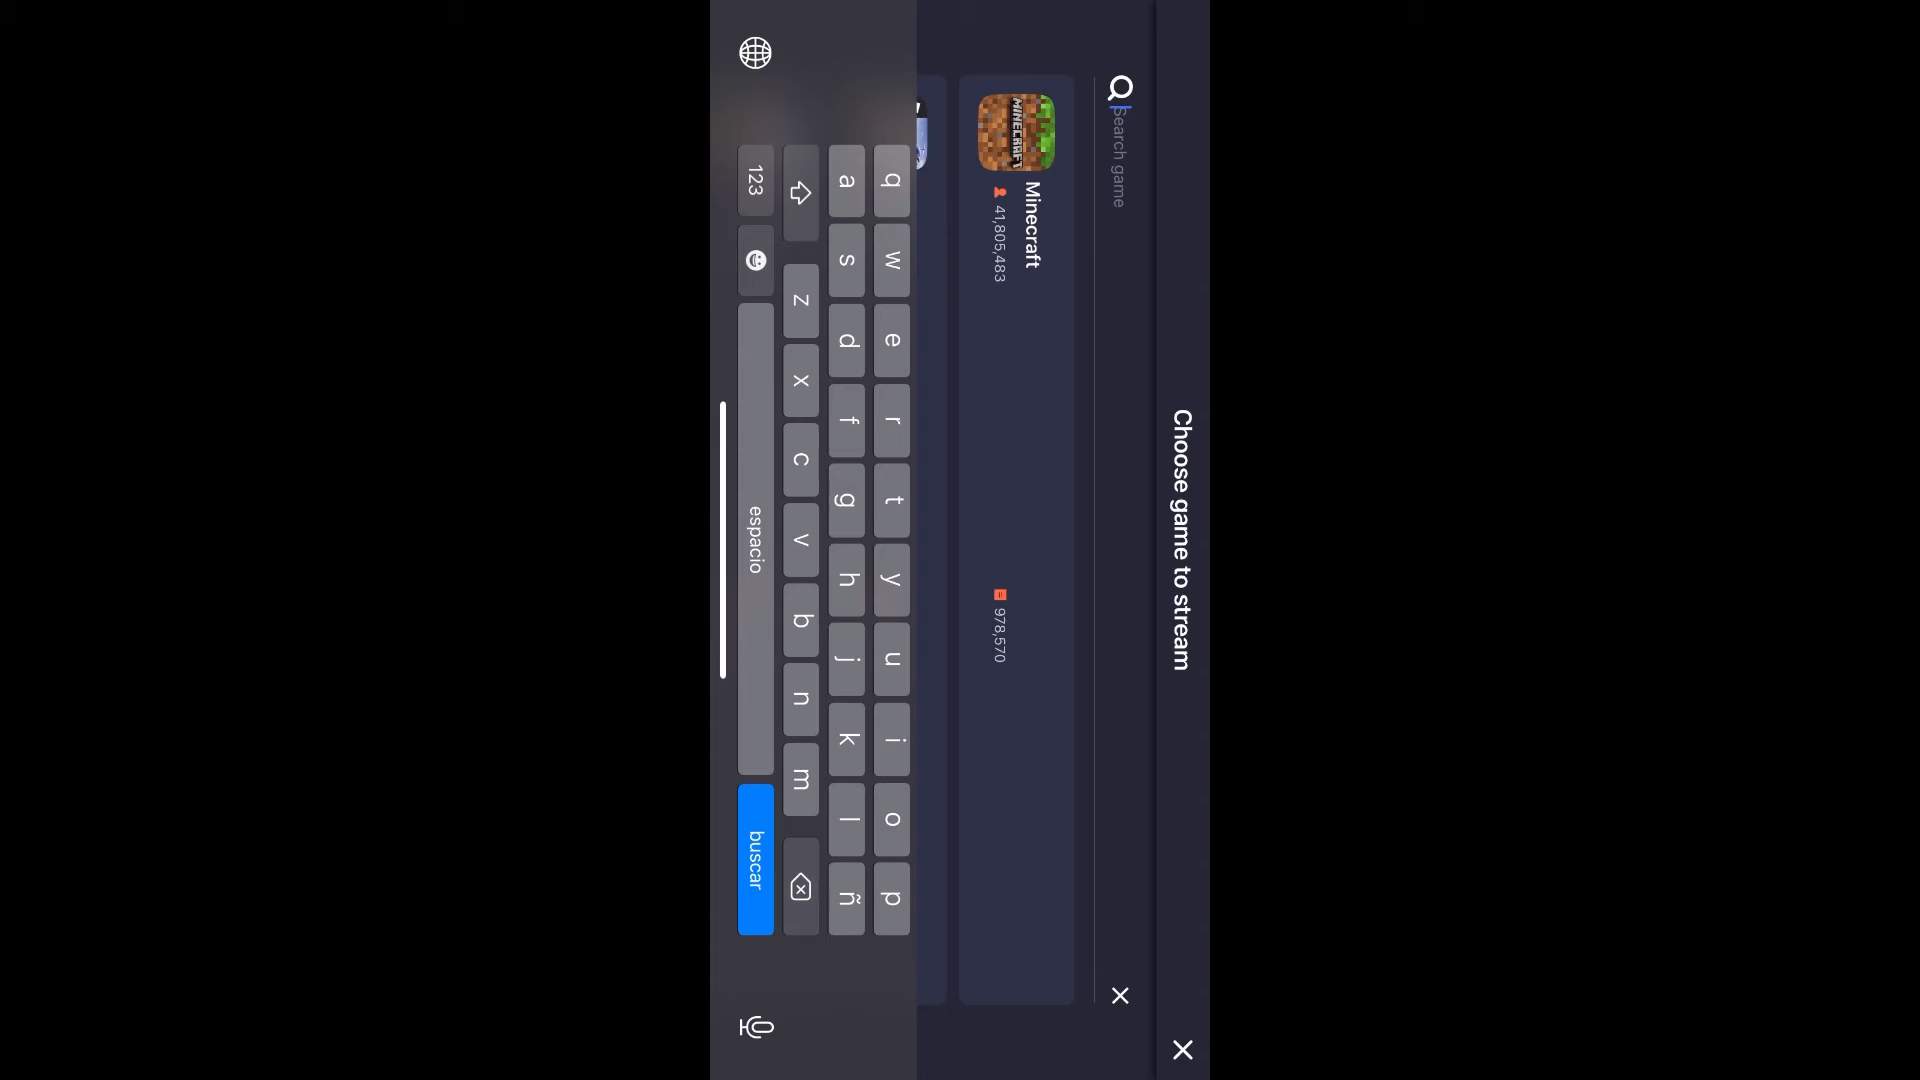 Choose game to stream
Search game
MINECRAFT
Minecraft
41,805,483
978,570
q w e r t y u i o p
a s d f g h j k l ñ
z x c v b n m
123
espacio
buscar